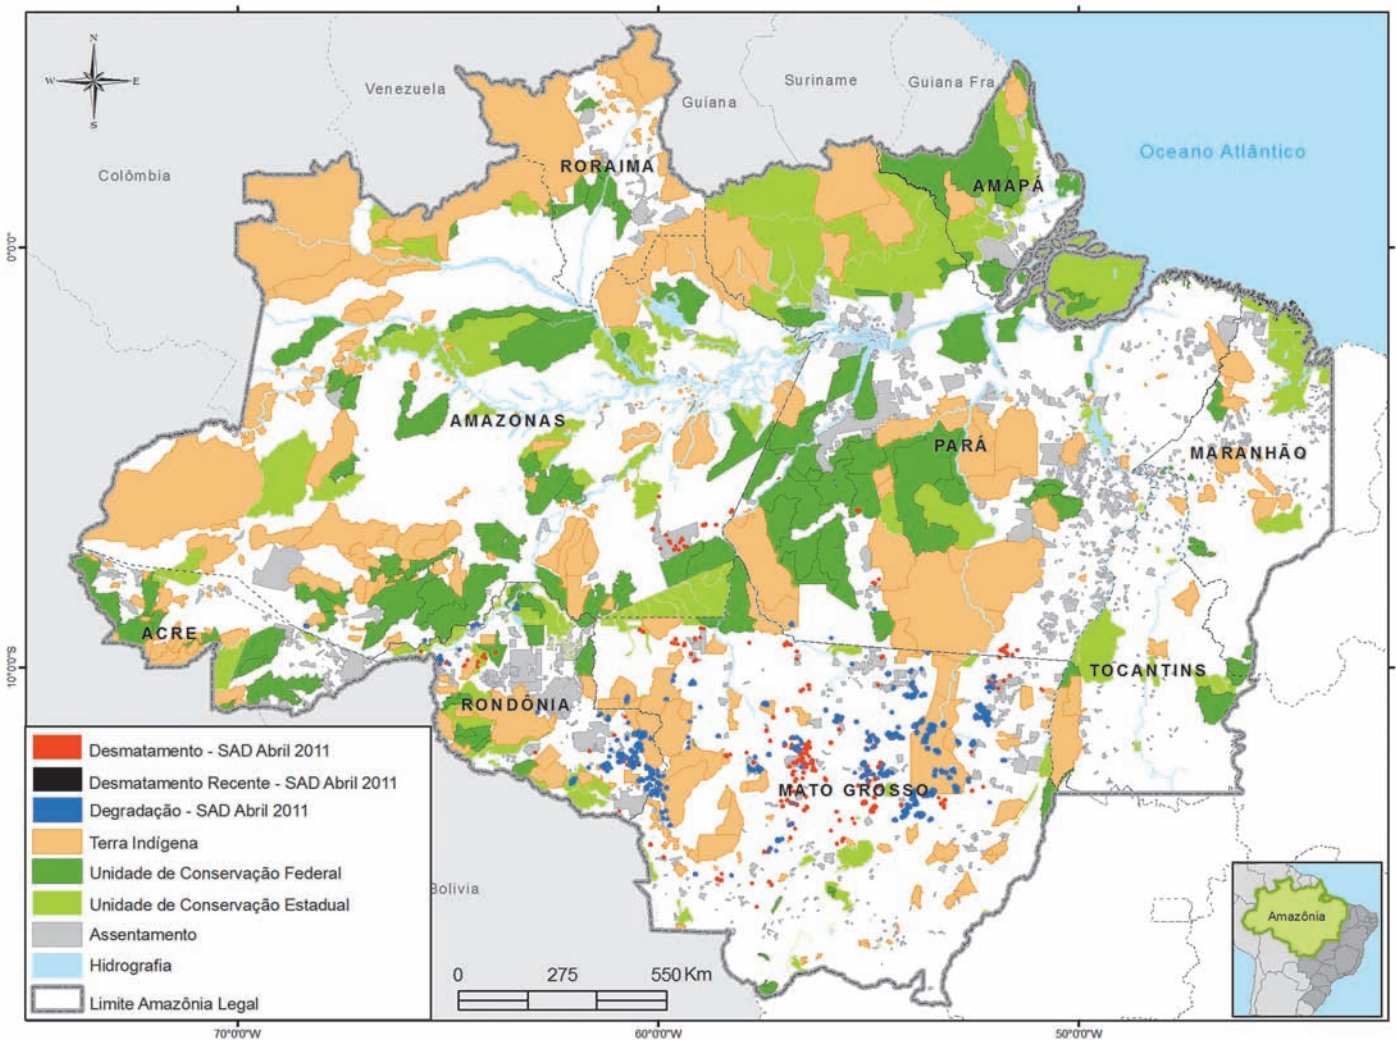 N
W E
S
Venezuela
Suriname
Guiana Fra
Guiana
Colômbia
Oceano Atlântico
RORAIMA
AMAPÁ
0°0'0"
AMAZONAS
PARÁ
MARANHÃO
ACRE
10°0'0"S
TOCANTINS
RONDÔNIA
MATO GROSSO
Bolivia
Desmatamento - SAD Abril 2011
Desmatamento Recente - SAD Abril 2011
Degradação - SAD Abril 2011
Terra Indígena
Unidade de Conservação Federal
Unidade de Conservação Estadual
Assentamento
Hidrografia
Limite Amazônia Legal
0 275 550 Km
Amazônia
70°0'0"W 60°0'0"W 50°0'0"W